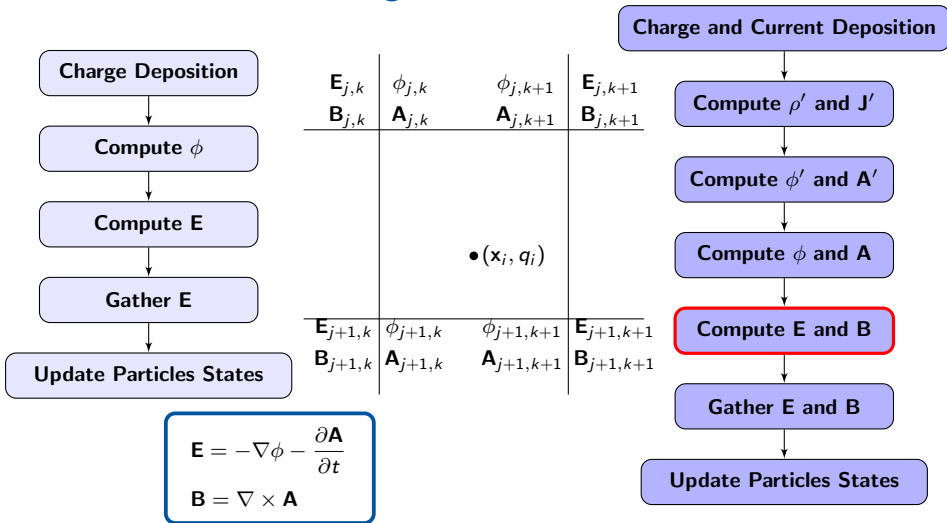 Charge Deposition
Compute ϕ
Compute E
Gather E
Update Particles States
E_{j,k} ϕ_{j,k} ϕ_{j,k+1} E_{j,k+1}
B_{j,k} A_{j,k} A_{j,k+1} B_{j,k+1}
•(x_i, q_i)
E_{j+1,k} ϕ_{j+1,k} ϕ_{j+1,k+1} E_{j+1,k+1}
B_{j+1,k} A_{j+1,k} A_{j+1,k+1} B_{j+1,k+1}
E = −∇ϕ − ∂A/∂t
B = ∇ × A
Charge and Current Deposition
Compute ρ′ and J′
Compute ϕ′ and A′
Compute ϕ and A
Compute E and B
Gather E and B
Update Particles States